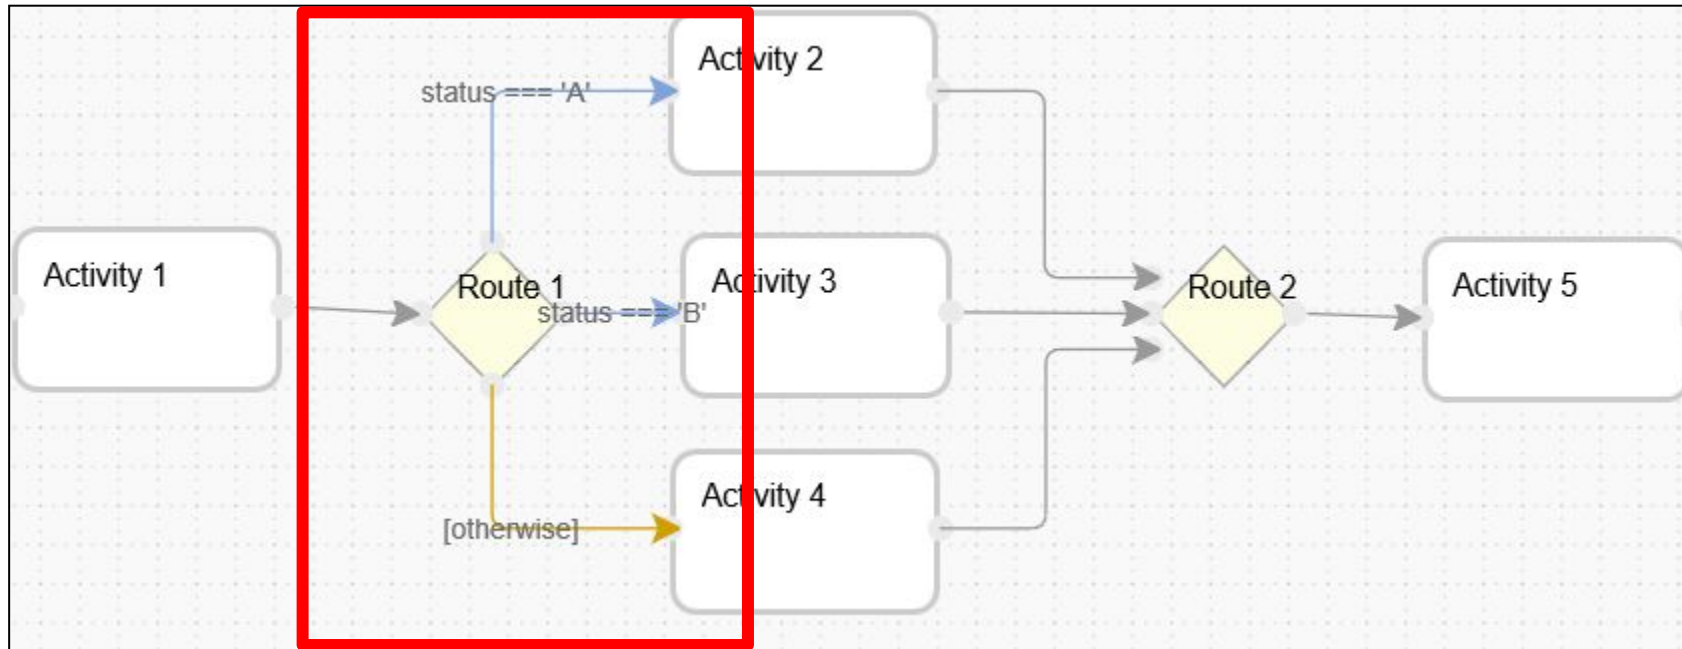 Activity 1
Route 1
status === 'A'
status === 'B'
[otherwise]
Activity 2
Activity 3
Activity 4
Route 2
Activity 5